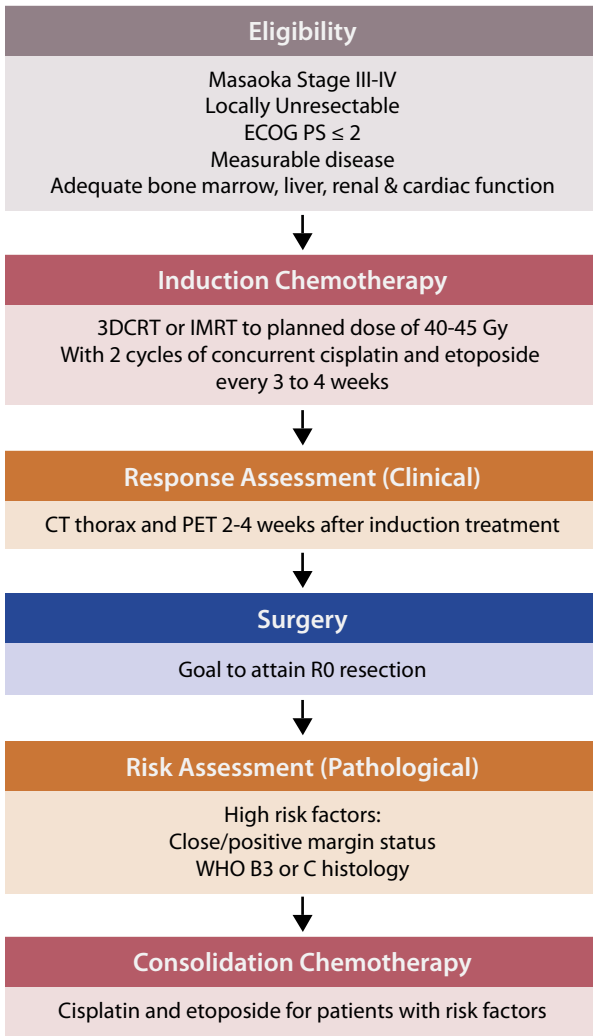 Eligibility
Masaoka Stage III-IV
Locally Unresectable
ECOG PS ≤ 2
Measurable disease
Adequate bone marrow, liver, renal & cardiac function
Induction Chemotherapy
3DCRT or IMRT to planned dose of 40-45 Gy
With 2 cycles of concurrent cisplatin and etoposide
every 3 to 4 weeks
Response Assessment (Clinical)
CT thorax and PET 2-4 weeks after induction treatment
Surgery
Goal to attain R0 resection
Risk Assessment (Pathological)
High risk factors:
Close/positive margin status
WHO B3 or C histology
Consolidation Chemotherapy
Cisplatin and etoposide for patients with risk factors